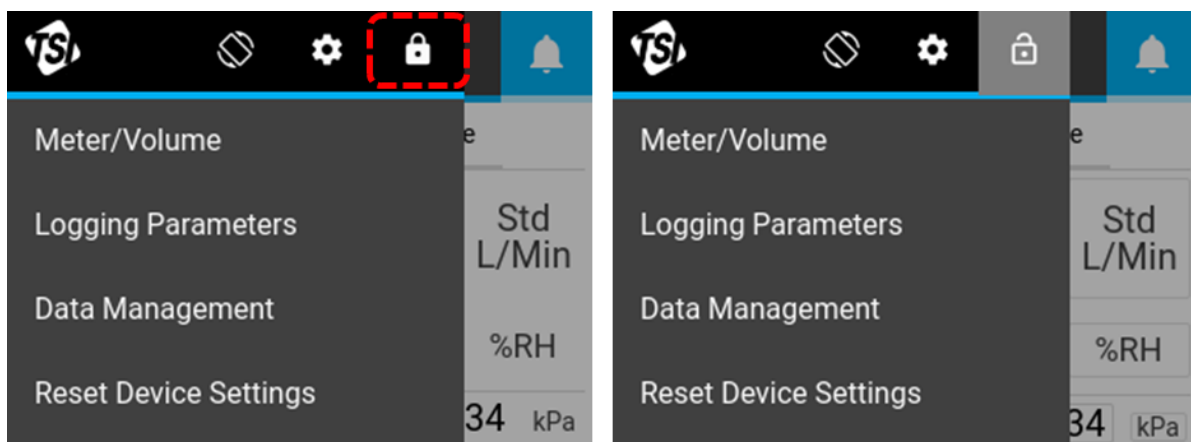 TSI
Meter/Volume
e
Logging Parameters
Std
L/Min
Data Management
%RH
Reset Device Settings
34 kPa
TSI
Meter/Volume
e
Logging Parameters
Std
L/Min
Data Management
%RH
Reset Device Settings
34 kPa